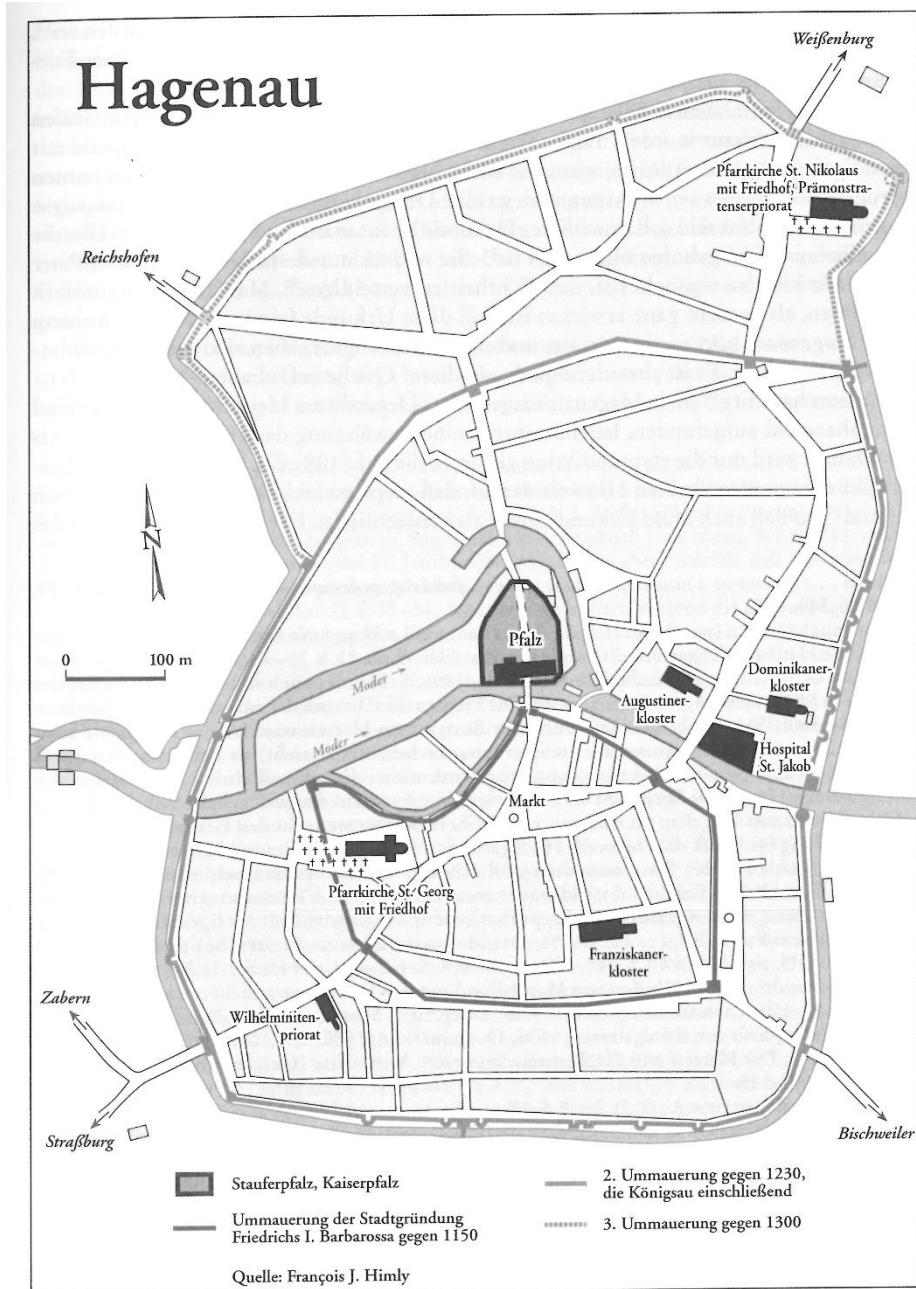 Hagenau
Weißenburg
Pfarrkirche St. Nikolaus
mit Friedhof, Prämonstra-
tenserpriorat
Reichshofen
N
0 100 m
Pfalz
Moder
Moder
Augustiner-
kloster
Dominikaner-
kloster
Hospital
St. Jakob
Markt
Pfarrkirche St. Georg
mit Friedhof
Franziskaner-
kloster
Zabern
Wilhelminiten-
priorat
Straßburg
Bischweiler
Stauferpfalz, Kaiserpfalz
Ummauerung der Stadtgründung
Friedrichs I. Barbarossa gegen 1150
2. Ummauerung gegen 1230,
die Königsau einschließend
3. Ummauerung gegen 1300
Quelle: François J. Himly